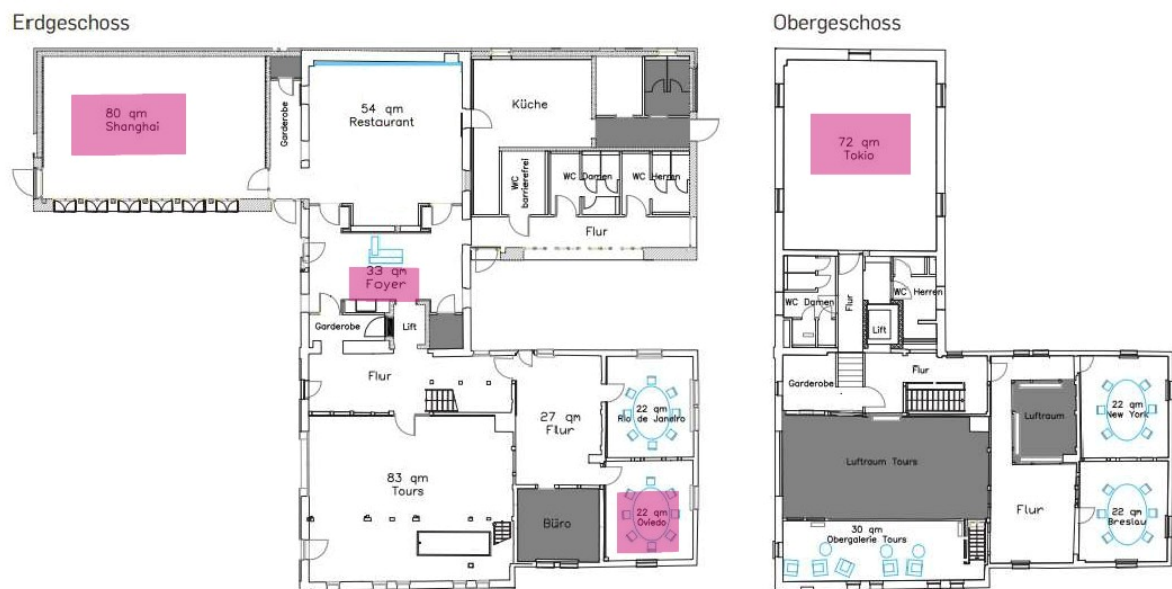 Erdgeschoss
80 qm
Shanghai
Garderobe
54 qm
Restaurant
Küche
WC
barrierefrei
WC Damen
WC Herren
Flur
33 qm
Foyer
Garderobe
Lift
Flur
27 qm
Flur
22 qm
Rio de Janeiro
83 qm
Tours
Büro
22 qm
Oviedo
Obergeschoss
72 qm
Tokio
WC Damen
Flur
Lift
WC Herren
Garderobe
Flur
Luftraum
22 qm
New York
Luftraum Tours
Flur
22 qm
Breslau
30 qm
Obergalerie Tours